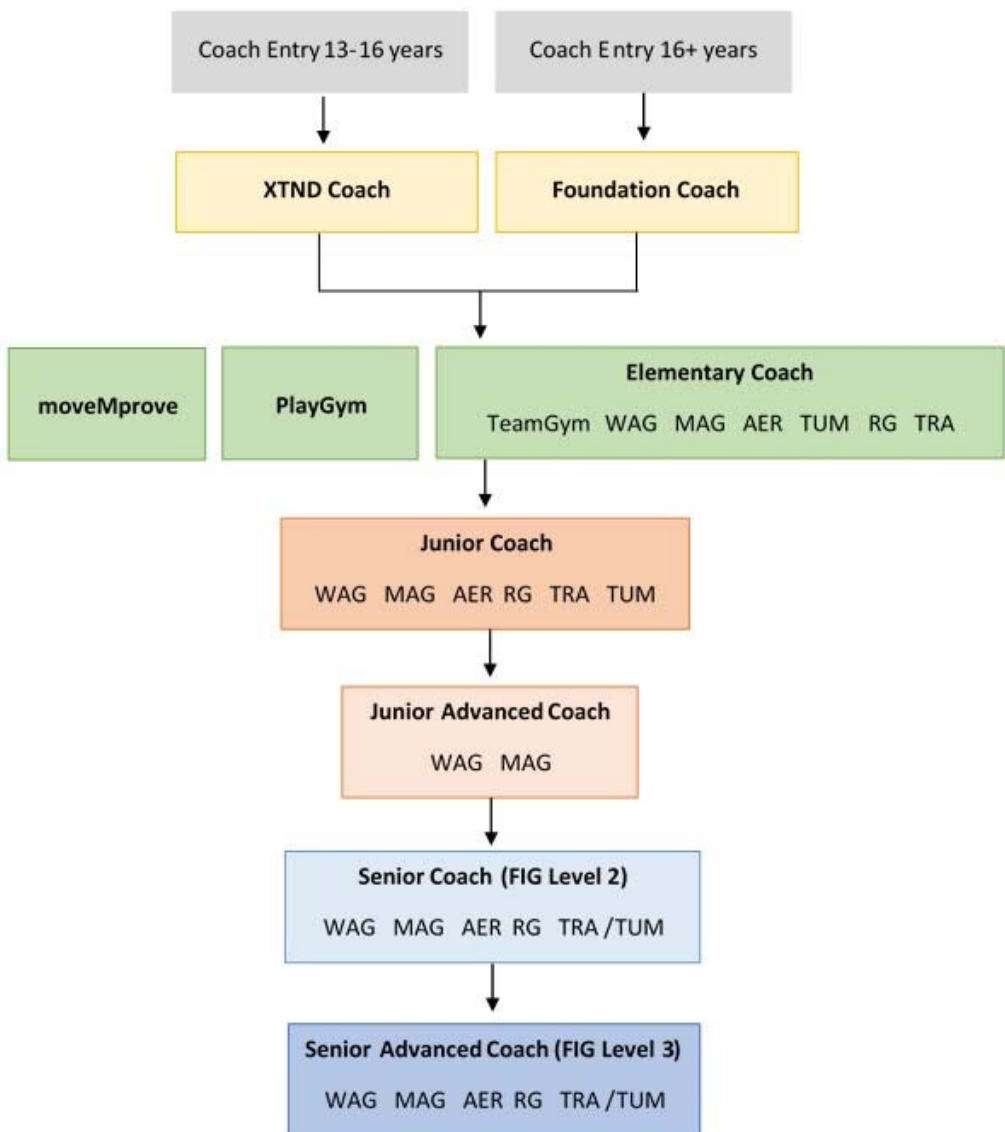 Coach Entry 13-16 years
Coach Entry 16+ years
XTND Coach
Foundation Coach
moveMprove
PlayGym
Elementary Coach
TeamGym WAG MAG AER TUM RG TRA
Junior Coach
WAG MAG AER RG TRA TUM
Junior Advanced Coach
WAG MAG
Senior Coach (FIG Level 2)
WAG MAG AER RG TRA /TUM
Senior Advanced Coach (FIG Level 3)
WAG MAG AER RG TRA /TUM